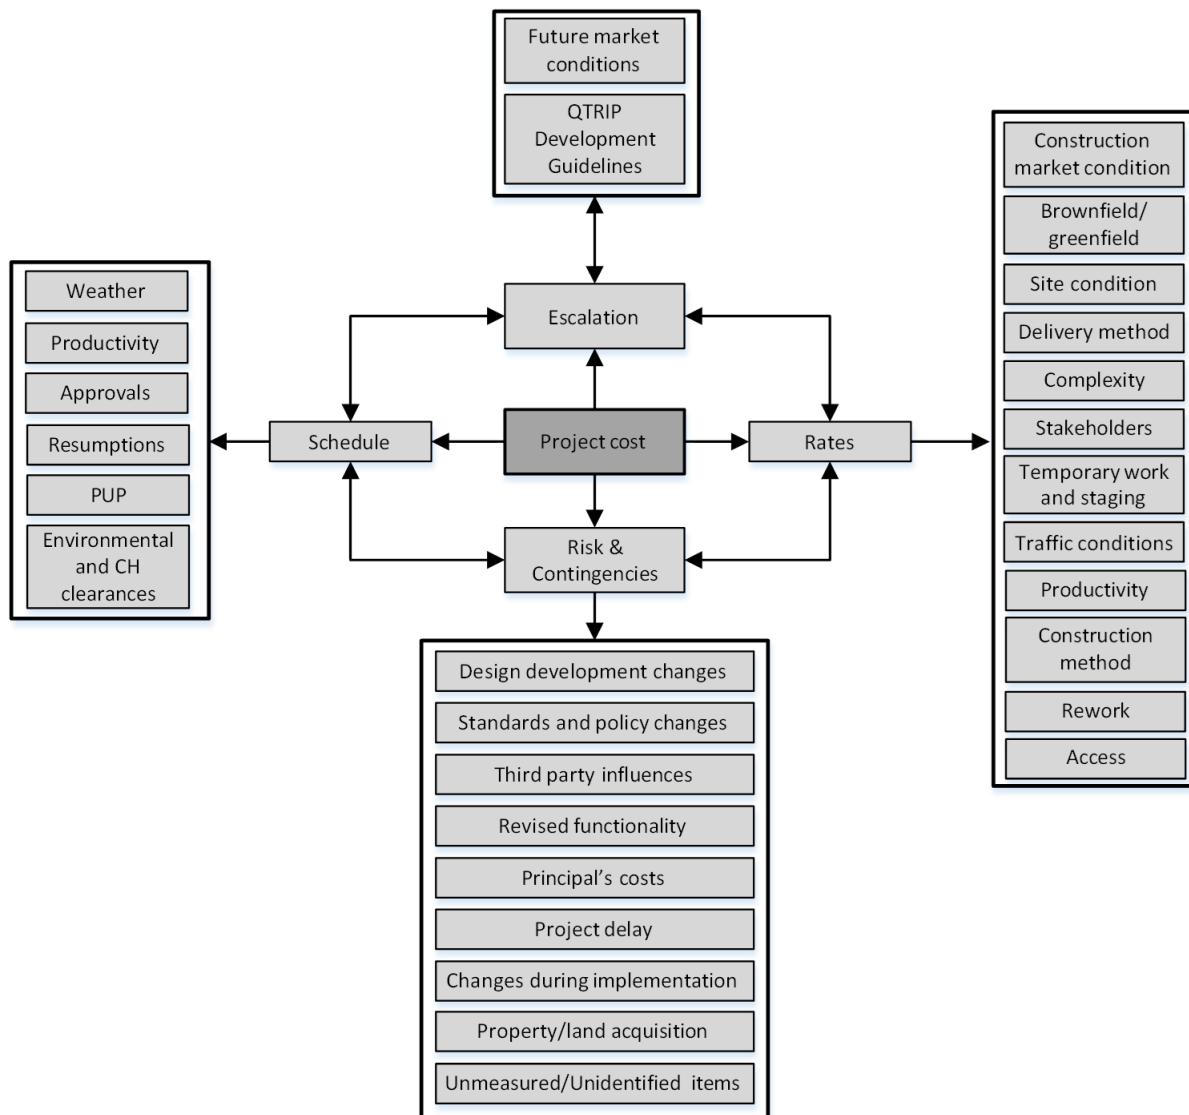 Future market
conditions
QTRIP
Development
Guidelines
Construction
market condition
Brownfield/
greenfield
Site condition
Delivery method
Complexity
Stakeholders
Temporary work
and staging
Traffic conditions
Productivity
Construction
method
Rework
Access
Weather
Productivity
Approvals
Resumptions
PUP
Environmental
and CH
clearances
Escalation
Schedule
Project cost
Rates
Risk &
Contingencies
Design development changes
Standards and policy changes
Third party influences
Revised functionality
Principal’s costs
Project delay
Changes during implementation
Property/land acquisition
Unmeasured/Unidentified items